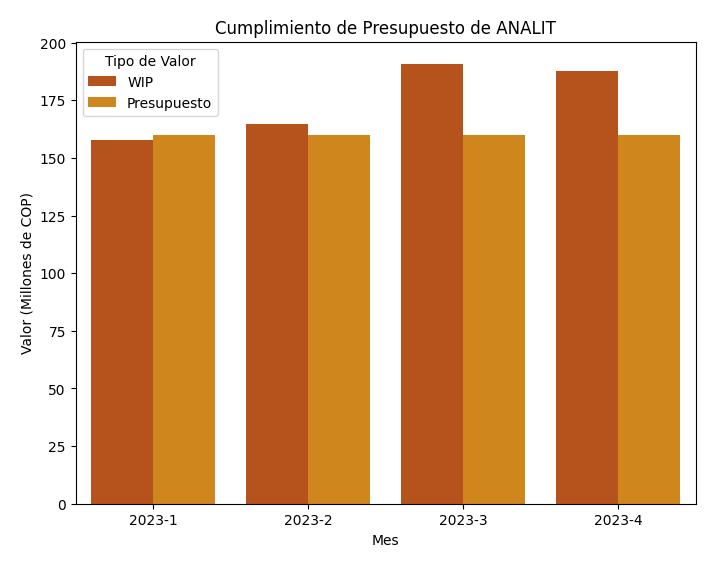 Cumplimiento de Presupuesto de ANALIT
Tipo de Valor
WIP
Presupuesto
Valor (Millones de COP)
200
175
150
125
100
75
50
25
0
2023-1
2023-2
2023-3
2023-4
Mes